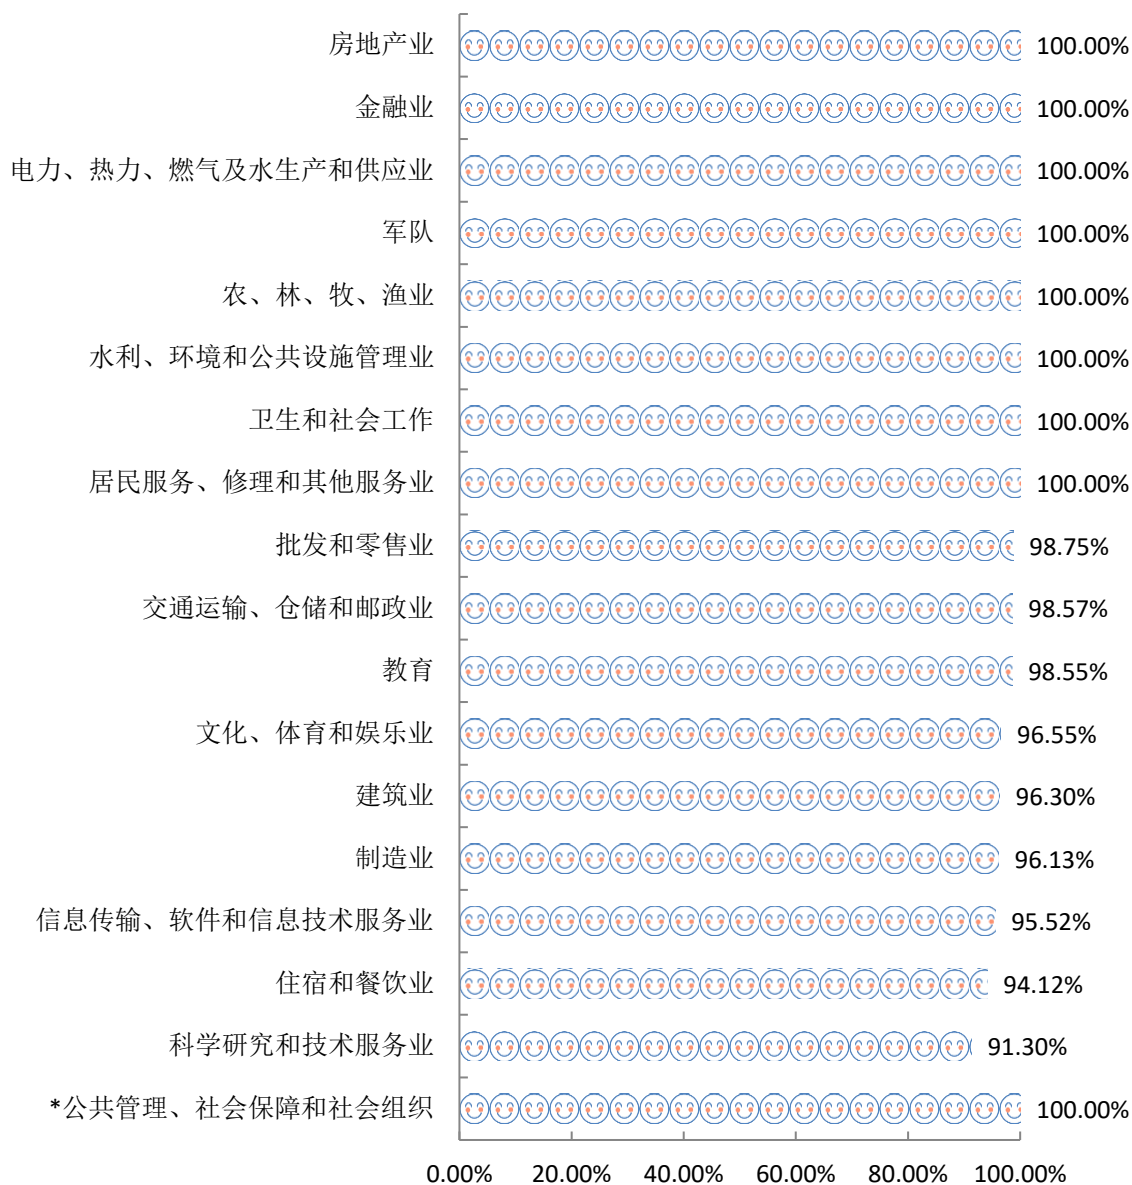 房地产业 100.00%
金融业 100.00%
电力、热力、燃气及水生产和供应业 100.00%
军队 100.00%
农、林、牧、渔业 100.00%
水利、环境和公共设施管理业 100.00%
卫生和社会工作 100.00%
居民服务、修理和其他服务业 100.00%
批发和零售业 98.75%
交通运输、仓储和邮政业 98.57%
教育 98.55%
文化、体育和娱乐业 96.55%
建筑业 96.30%
制造业 96.13%
信息传输、软件和信息技术服务业 95.52%
住宿和餐饮业 94.12%
科学研究和技术服务业 91.30%
*公共管理、社会保障和社会组织 100.00%
0.00% 20.00% 40.00% 60.00% 80.00% 100.00%